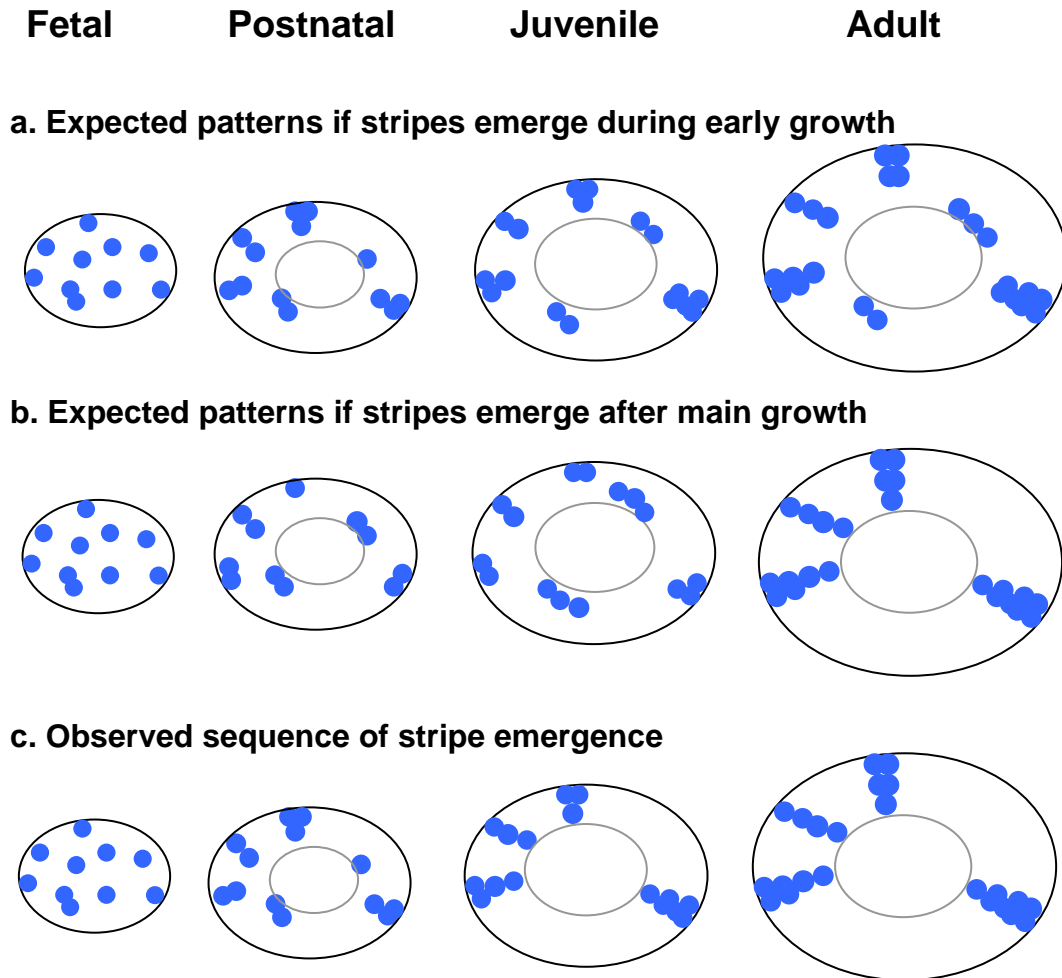 Fetal Postnatal Juvenile Adult
a. Expected patterns if stripes emerge during early growth
b. Expected patterns if stripes emerge after main growth
c. Observed sequence of stripe emergence